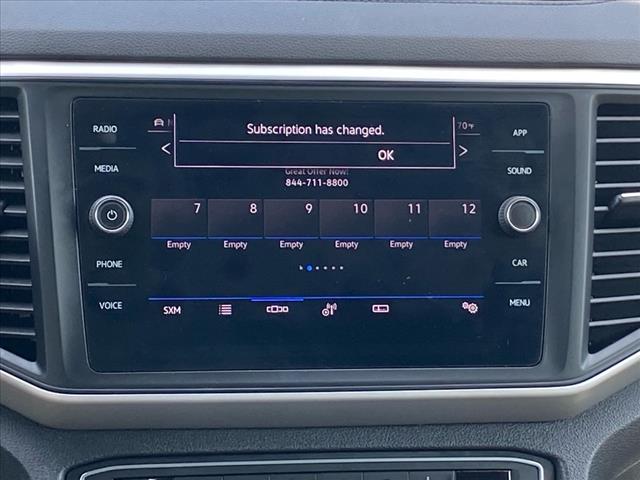 RADIO
MEDIA
PHONE
VOICE
APP
SOUND
CAR
MENU
70°F
Subscription has changed.
< >
OK
Great Offer Now!
844-711-8800
7 8 9 10 11 12
Empty Empty Empty Empty Empty Empty
SXM